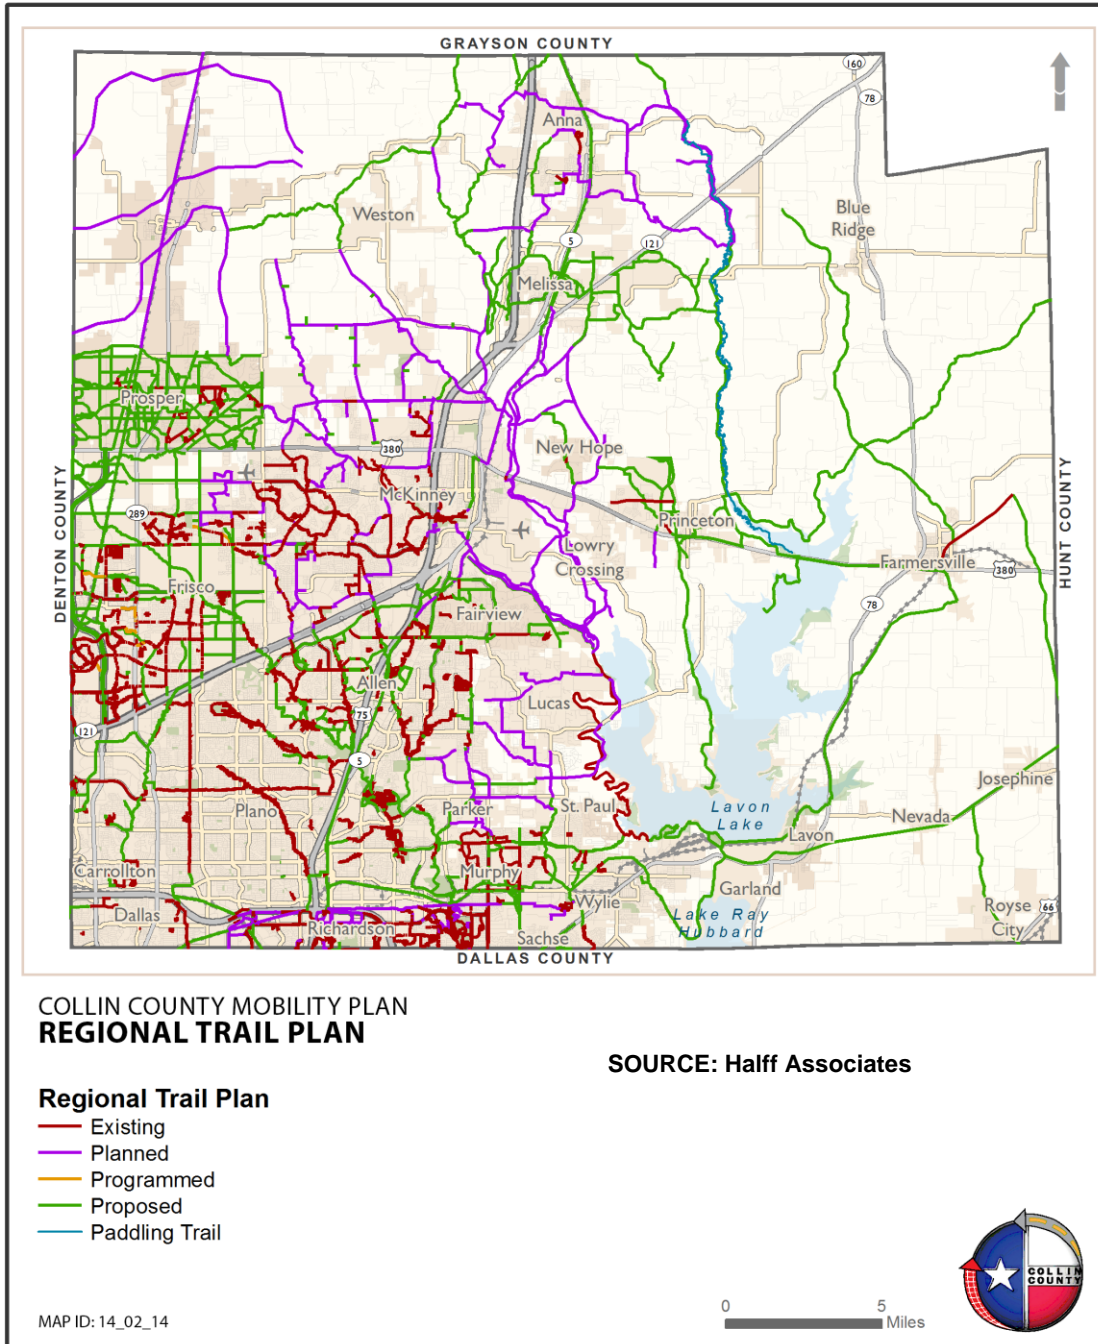 GRAYSON COUNTY
160
78
Anna
Blue
Ridge
Weston
5
121
Melissa
Prosper
380
New Hope
McKinney
289
Princeton
Lowry
Crossing
Farmersville
380
DENTON COUNTY
HUNT COUNTY
Frisco
78
Fairview
Allen
Lucas
75
121
5
Josephine
Plano
Parker
St. Paul
Lavon
Lake
Nevada
Lavon
Carrollton
Murphy
Garland
Wylie
Dallas
Richardson
Lake Ray
Hubbard
Royse
City
66
Sachse
DALLAS COUNTY
COLLIN COUNTY MOBILITY PLAN
REGIONAL TRAIL PLAN
SOURCE: Halff Associates
Regional Trail Plan
Existing
Planned
Programmed
Proposed
Paddling Trail
COLLIN
COUNTY
0 5
Miles
MAP ID: 14_02_14